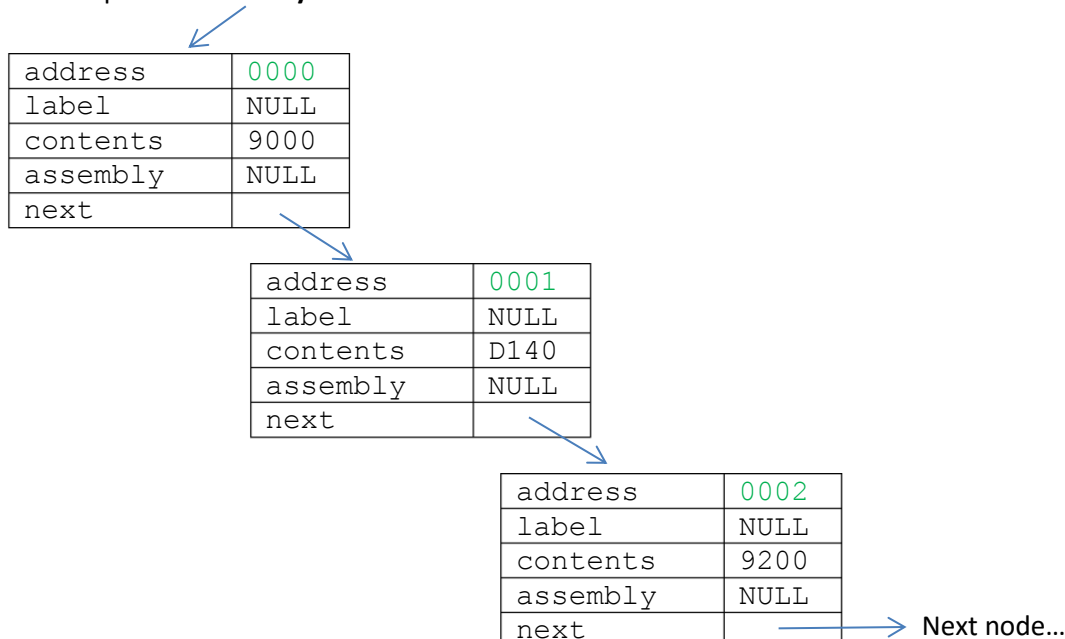 address 0000
label NULL
contents 9000
assembly NULL
next
address 0001
label NULL
contents D140
assembly NULL
next
address 0002
label NULL
contents 9200
assembly NULL
next
Next node…